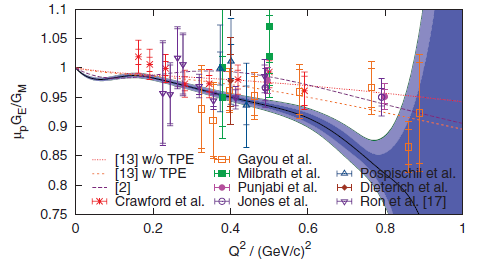 1.1
1.05
1
0.95
0.9
0.85
0.8
0.75
μpGE/GM
[13] w/o TPE
[13] w/ TPE
[2]
Crawford et al.
Gayou et al.
Milbrath et al.
Punjabi et al.
Jones et al.
Pospischil et al.
Dieterich et al.
Ron et al. [17]
0 0.2 0.4 0.6 0.8 1
Q² / (GeV/c)²